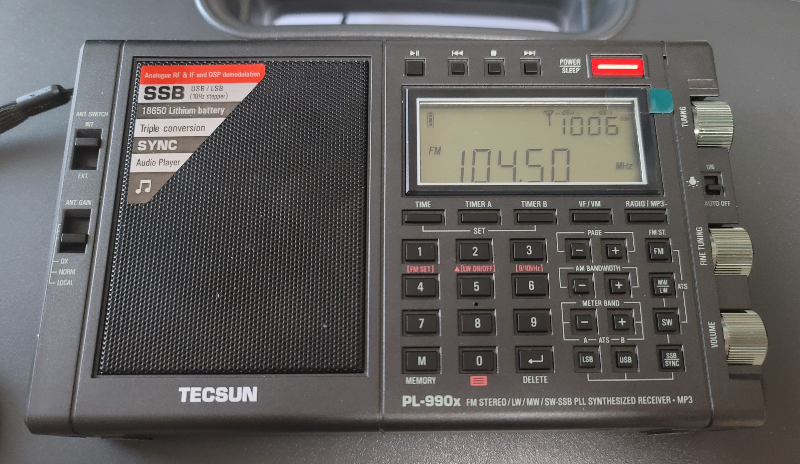 Analogue RF & IF and DSP demodulation
SSB USB / LSB
(10Hz stepper)
18650 Lithium battery
Triple conversion
SYNC
Audio Player
ANT. SWITCH
INT.
EXT.
ANT. GAIN
DX
NORM
LOCAL
TECSUN
POWER
SLEEP
1006
FM
104.50 MHz
TIME TIMER A TIMER B VF/VM RADIO / MP3
SET
1 2 3
[FM SET] ▲[LW ON/OFF] [9/10kHz]
4 5 6
7 8 9
M 0
MEMORY DELETE
PAGE
- +
AM BANDWIDTH
- +
METER BAND
- +
A ATS B
LSB USB
FM ST.
FM
MW
LW
ATS
SW
SSB
SYNC
TUNING
ON
AUTO OFF
FINE TUNING
VOLUME
PL-990x FM STEREO / LW / MW / SW-SSB PLL SYNTHESIZED RECEIVER • MP3